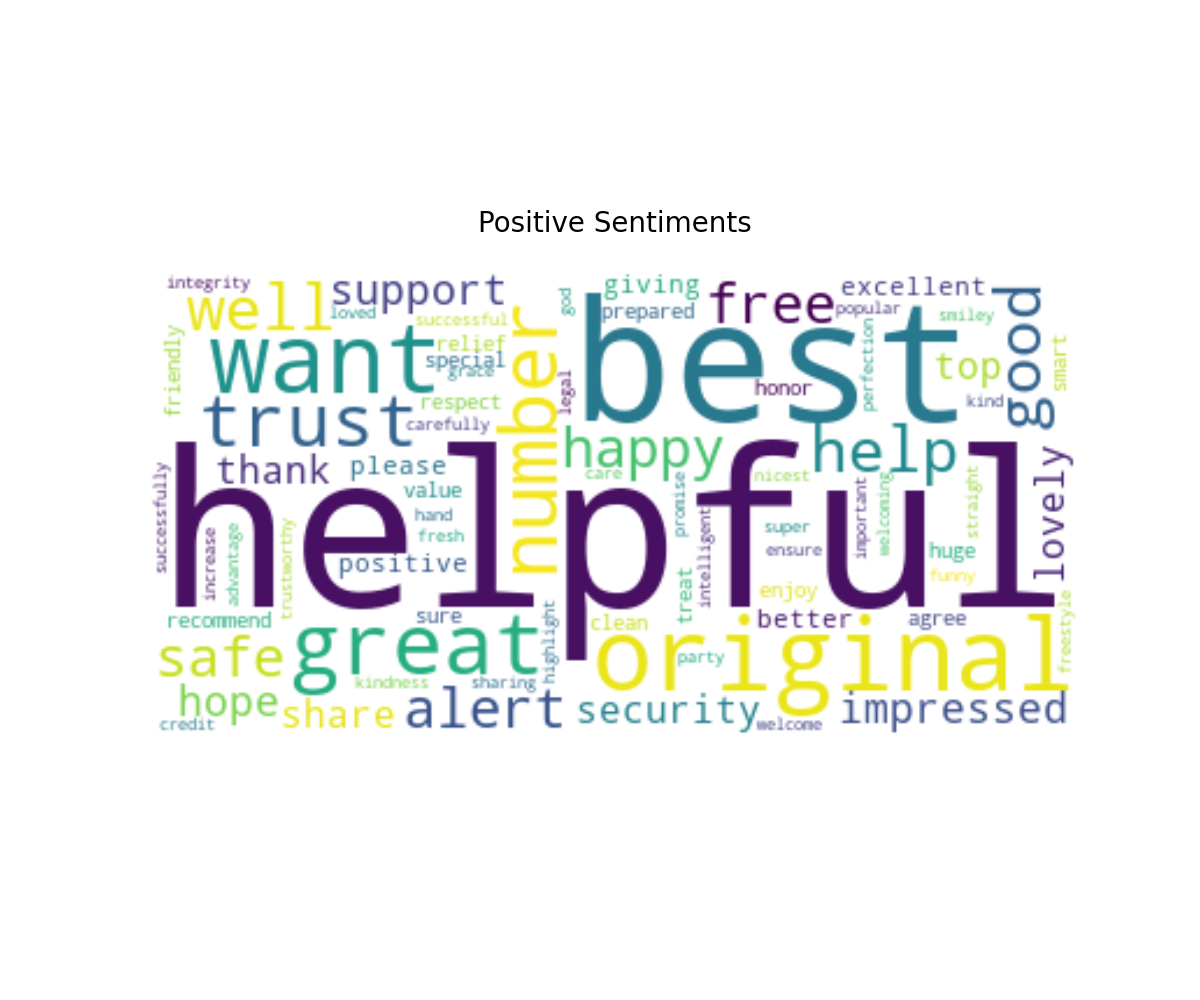 Positive Sentiments
integrity
well
support
loved
successful
god
giving
prepared
free
excellent
popular
smiley
good
friendly
want
relief
special
grace
number
best
perfection
top
smart
kind
honor
legal
trust
respect
carefully
happy
help
lovely
thank
please
care
nicest
successfully
helpful
value
hand
fresh
positive
increase
advantage
trustworthy
promise
intelligent
super
ensure
important
welcoming
straight
huge
funny
treat
enjoy
recommend
sure
highlight
clean
better
agree
freestyle
safe
great
party
original
kindness
sharing
hope
share
alert
security
impressed
credit
welcome